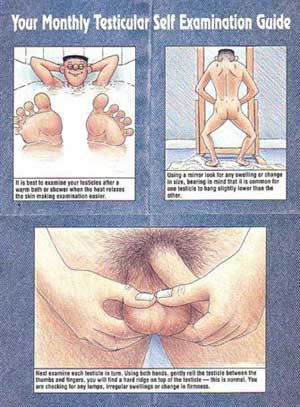 Your Monthly Testicular Self Examination Guide
It is best to examine your testicles after a
warm bath or shower when the heat relaxes
the skin making examination easier.
Using a mirror look for any swelling or change
in size, bearing in mind that it is common for
one testicle to hang slightly lower than the
other.
Next examine each testicle in turn. Using both hands, gently roll the testicle between the
thumbs and fingers, you will find a hard ridge on top of the testicle — this is normal. You
are checking for any lumps, irregular swellings or change in firmness.